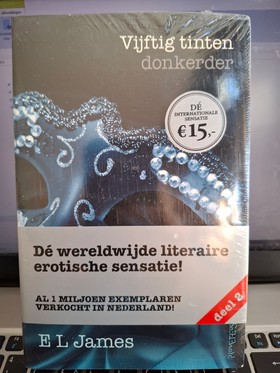 Vijftig tinten
donkerder
DÉ
INTERNATIONALE
SENSATIE
€15,-
Dé wereldwijde literaire
erotische sensatie!
AL 1 MILJOEN EXEMPLAREN
VERKOCHT IN NEDERLAND!
deel 2
E L James